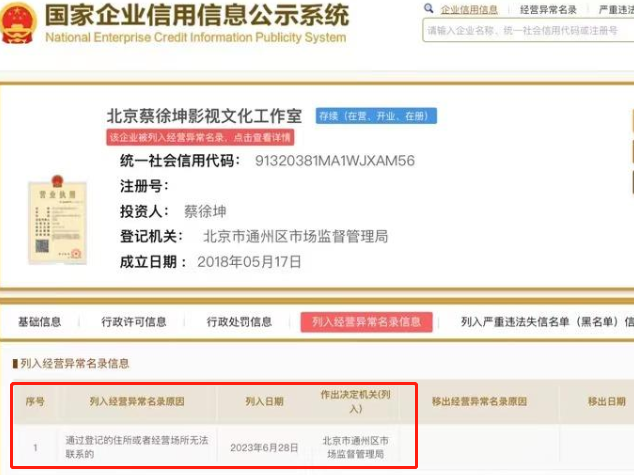 国家企业信用信息公示系统
National Enterprise Credit Information Publicity System
企业信用信息 经营异常名录 严重违法
请输入企业名称、统一社会信用代码或注册号
北京蔡徐坤影视文化工作室 存续（在营、开业、在册）
该企业被列入经营异常名录，点击查看详情
统一社会信用代码： 91320381MA1WJXAM56
注册号：
投资人： 蔡徐坤
登记机关： 北京市通州区市场监督管理局
成立日期： 2018年05月17日
营业执照
基础信息 行政许可信息 行政处罚信息 列入经营异常名录信息 列入严重违法失信名单（黑名单）信
列入经营异常名录信息
序号 列入经营异常名录原因 列入日期 作出决定机关(列入) 移出经营异常名录原因 移出日期
1 通过登记的住所或者经营场所无法联系的 2023年6月28日 北京市通州区市场监督管理局